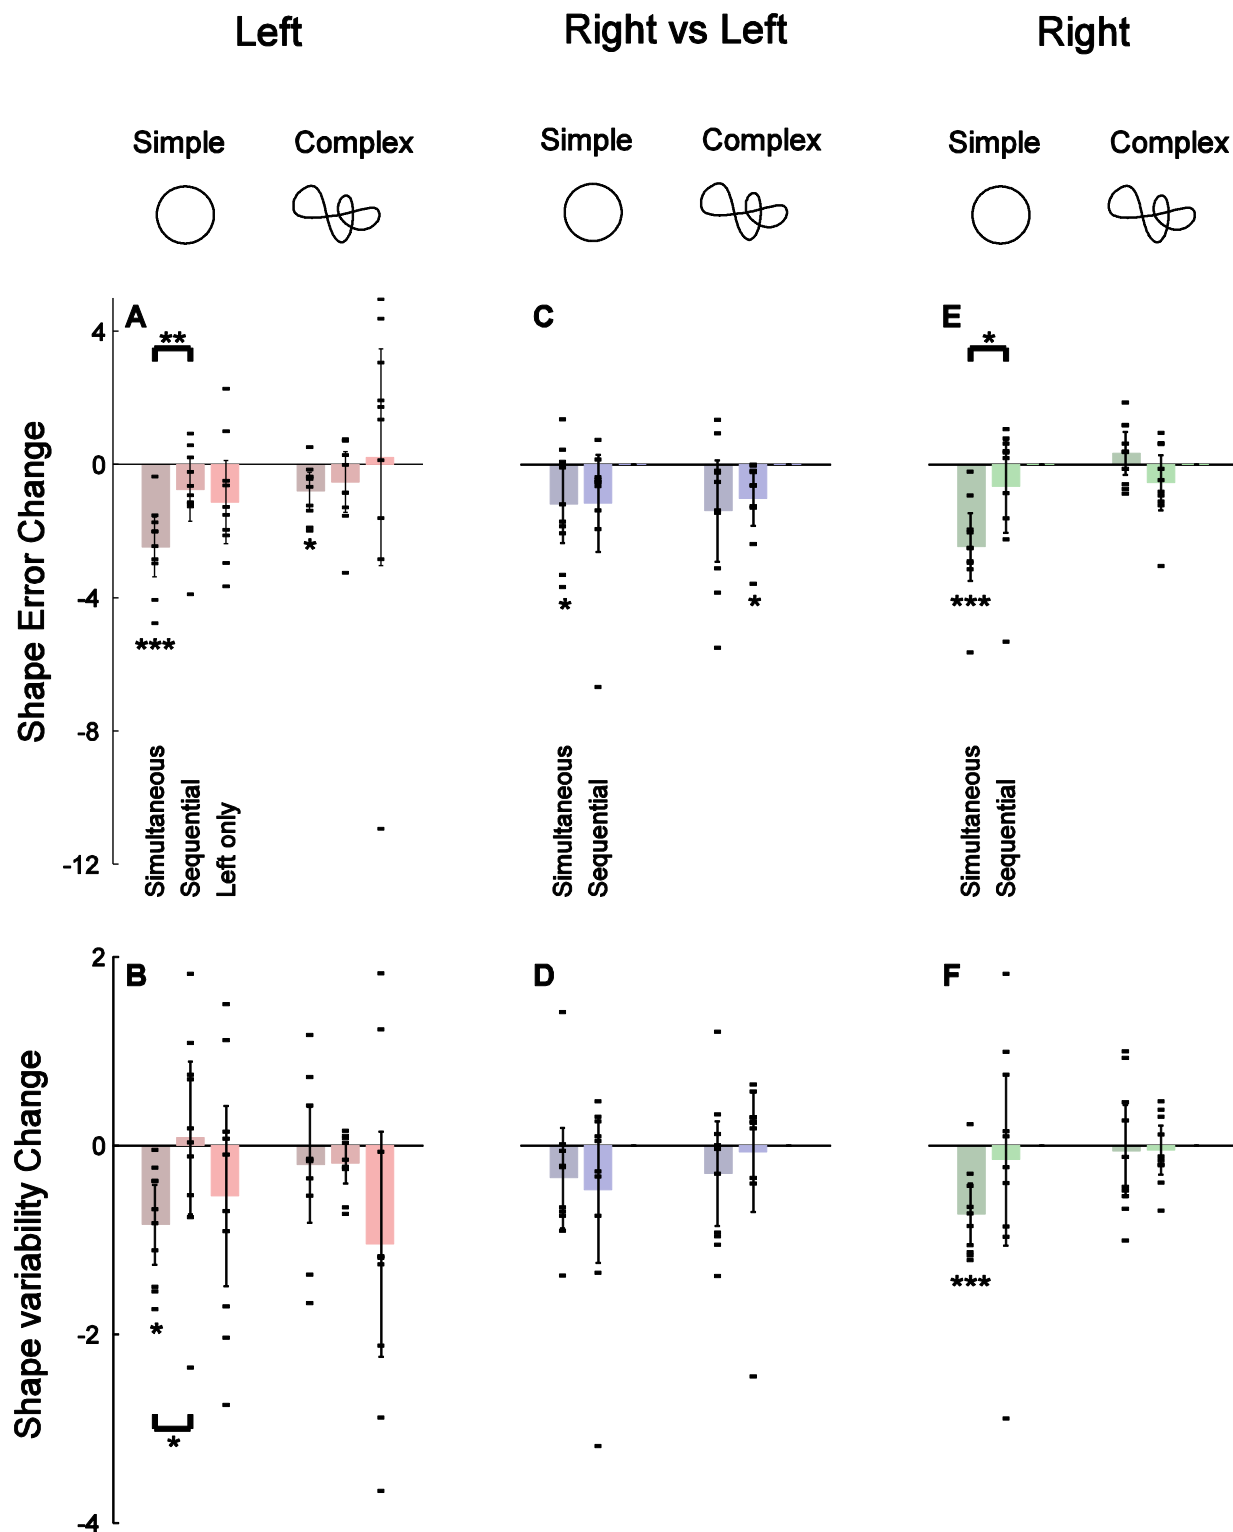 Left
Right vs Left
Right
Simple
Complex
Simple
Complex
Simple
Complex
Shape Error Change
4
0
-4
-8
-12
A
**
***
*
Simultaneous
Sequential
Left only
C
*
*
Simultaneous
Sequential
E
*
***
Simultaneous
Sequential
Shape variability Change
2
0
-2
-4
B
*
*
D
F
***